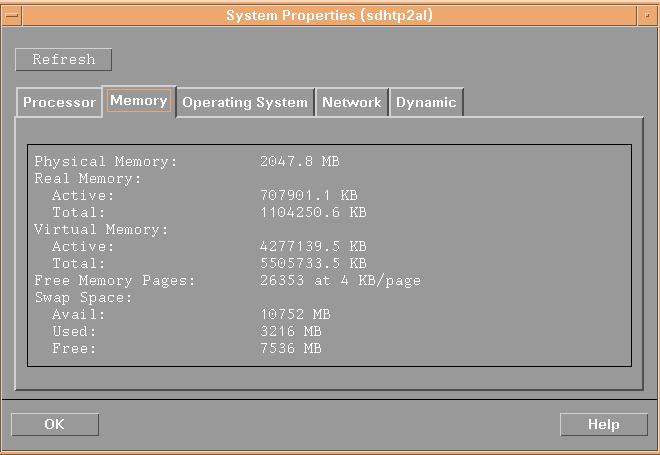 System Properties (sdhtp2al)
Refresh
Processor Memory Operating System Network Dynamic
Physical Memory: 2047.8 MB
Real Memory:
Active: 707901.1 KB
Total: 1104250.6 KB
Virtual Memory:
Active: 4277139.5 KB
Total: 5505733.5 KB
Free Memory Pages: 26353 at 4 KB/page
Swap Space:
Avail: 10752 MB
Used: 3216 MB
Free: 7536 MB
OK Help